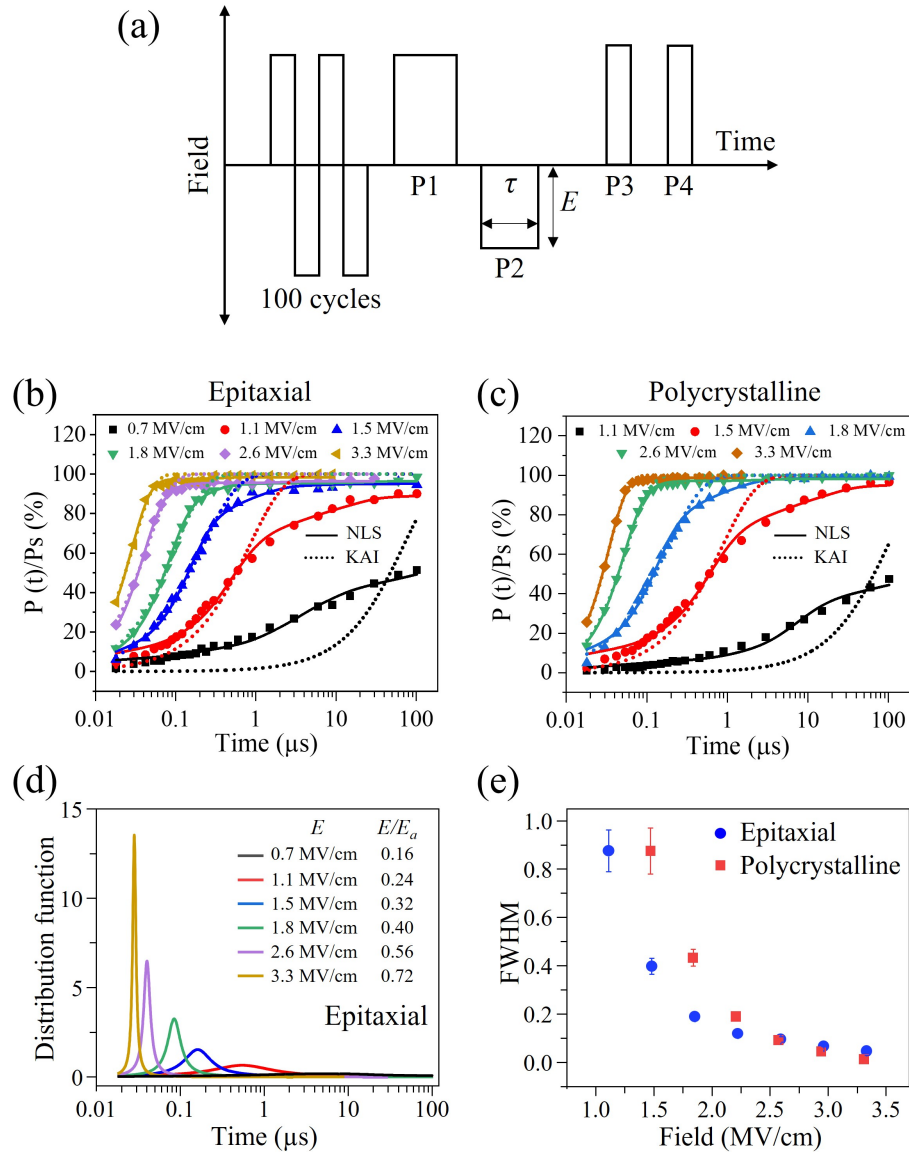 (a)
Field
Time
P1
τ
E
P2
P3
P4
100 cycles
(b)
Epitaxial
P (t)/Ps (%)
120
100
80
60
40
20
0
0.7 MV/cm
1.1 MV/cm
1.5 MV/cm
1.8 MV/cm
2.6 MV/cm
3.3 MV/cm
NLS
KAI
0.01
0.1
1
10
100
Time (µs)
(c)
Polycrystalline
P (t)/Ps (%)
120
100
80
60
40
20
0
1.1 MV/cm
1.5 MV/cm
1.8 MV/cm
2.6 MV/cm
3.3 MV/cm
NLS
KAI
0.01
0.1
1
10
100
Time (µs)
(d)
Distribution function
15
10
5
0
E E/Ea
0.7 MV/cm 0.16
1.1 MV/cm 0.24
1.5 MV/cm 0.32
1.8 MV/cm 0.40
2.6 MV/cm 0.56
3.3 MV/cm 0.72
Epitaxial
0.01
0.1
1
10
100
Time (µs)
(e)
FWHM
1.0
0.8
0.6
0.4
0.2
0.0
Epitaxial
Polycrystalline
1.0
1.5
2.0
2.5
3.0
3.5
Field (MV/cm)